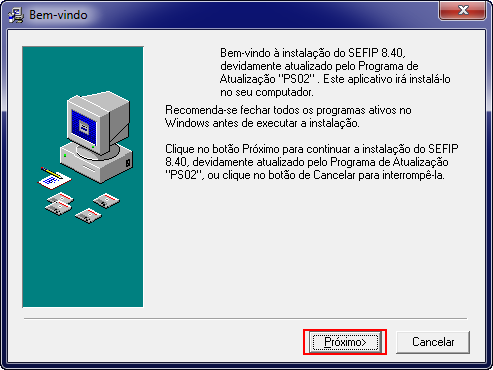 Bem-vindo
Bem-vindo à instalação do SEFIP 8.40,
devidamente atualizado pelo Programa de
Atualização "PS02" . Este aplicativo irá instalá-lo
no seu computador.
Recomenda-se fechar todos os programas ativos no
Windows antes de executar a instalação.
Clique no botão Próximo para continuar a instalação do SEFIP
8.40, devidamente atualizado pelo Programa de Atualização
"PS02", ou clique no botão de Cancelar para interrompê-la.
Próximo>
Cancelar